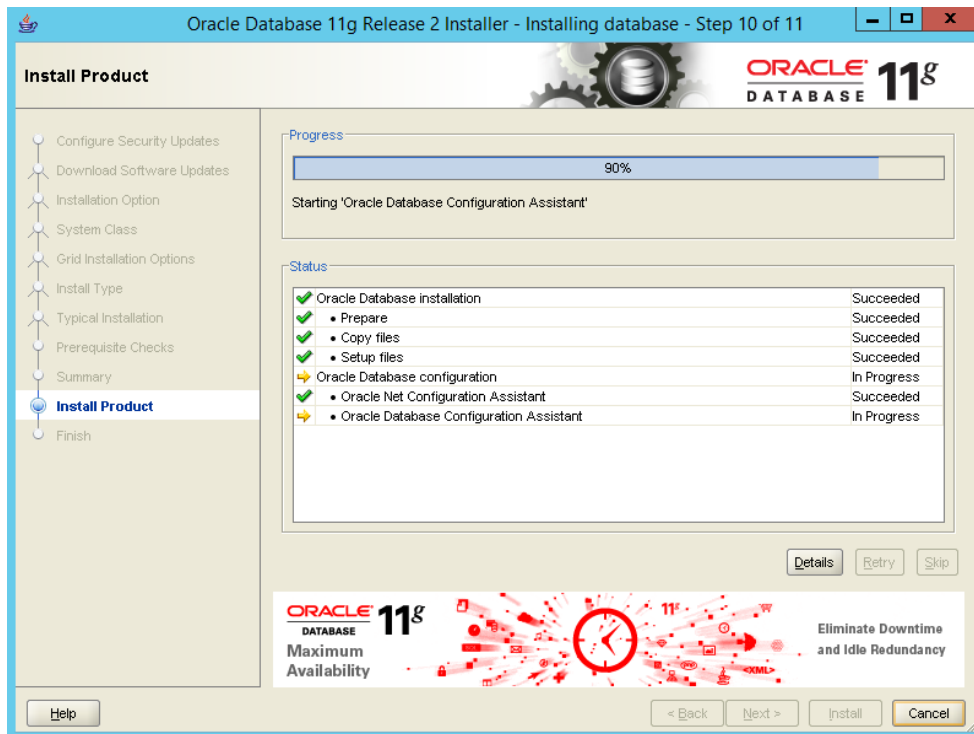 Oracle Database 11g Release 2 Installer - Installing database - Step 10 of 11
Install Product
ORACLE
DATABASE
11g
Configure Security Updates
Download Software Updates
Installation Option
System Class
Grid Installation Options
Install Type
Typical Installation
Prerequisite Checks
Summary
Install Product
Finish
Progress
90%
Starting 'Oracle Database Configuration Assistant'
Status
Oracle Database installation Succeeded
• Prepare Succeeded
• Copy files Succeeded
• Setup files Succeeded
Oracle Database configuration In Progress
• Oracle Net Configuration Assistant Succeeded
• Oracle Database Configuration Assistant In Progress
Details Retry Skip
ORACLE
DATABASE
11g
Maximum
Availability
11g
<XML>
Eliminate Downtime
and Idle Redundancy
Help < Back Next > Install Cancel